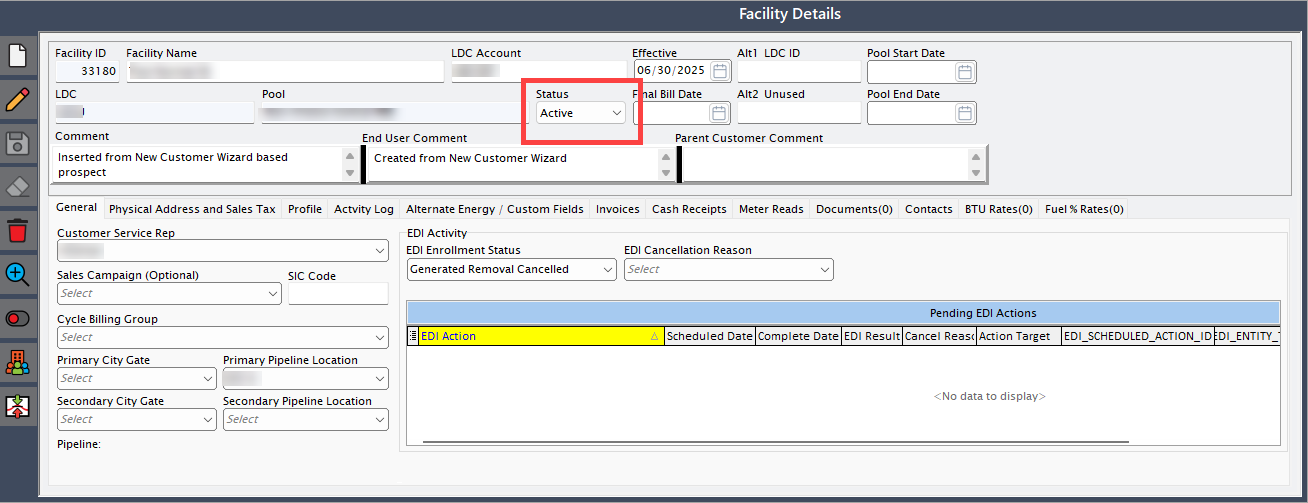 Facility Details
Facility ID Facility Name LDC Account Effective Alt1 LDC ID Pool Start Date
33180 06/30/2025
LDC Pool Status Final Bill Date Alt2 Unused Pool End Date
Active
Comment End User Comment Parent Customer Comment
Inserted from New Customer Wizard based
prospect
Created from New Customer Wizard
General Physical Address and Sales Tax Profile Actvity Log Alternate Energy / Custom Fields Invoices Cash Receipts Meter Reads Documents(0) Contacts BTU Rates(0) Fuel % Rates(0)
Customer Service Rep
Sales Campaign (Optional) SIC Code
Select
Cycle Billing Group
Select
Primary City Gate Primary Pipeline Location
Select
Secondary City Gate Secondary Pipeline Location
Select Select
Pipeline:
EDI Activity
EDI Enrollment Status EDI Cancellation Reason
Generated Removal Cancelled Select
Pending EDI Actions
EDI Action Scheduled Date Complete Date EDI Result Cancel Reasc Action Target EDI_SCHEDULED_ACTION_ID EDI_ENTITY_
<No data to display>